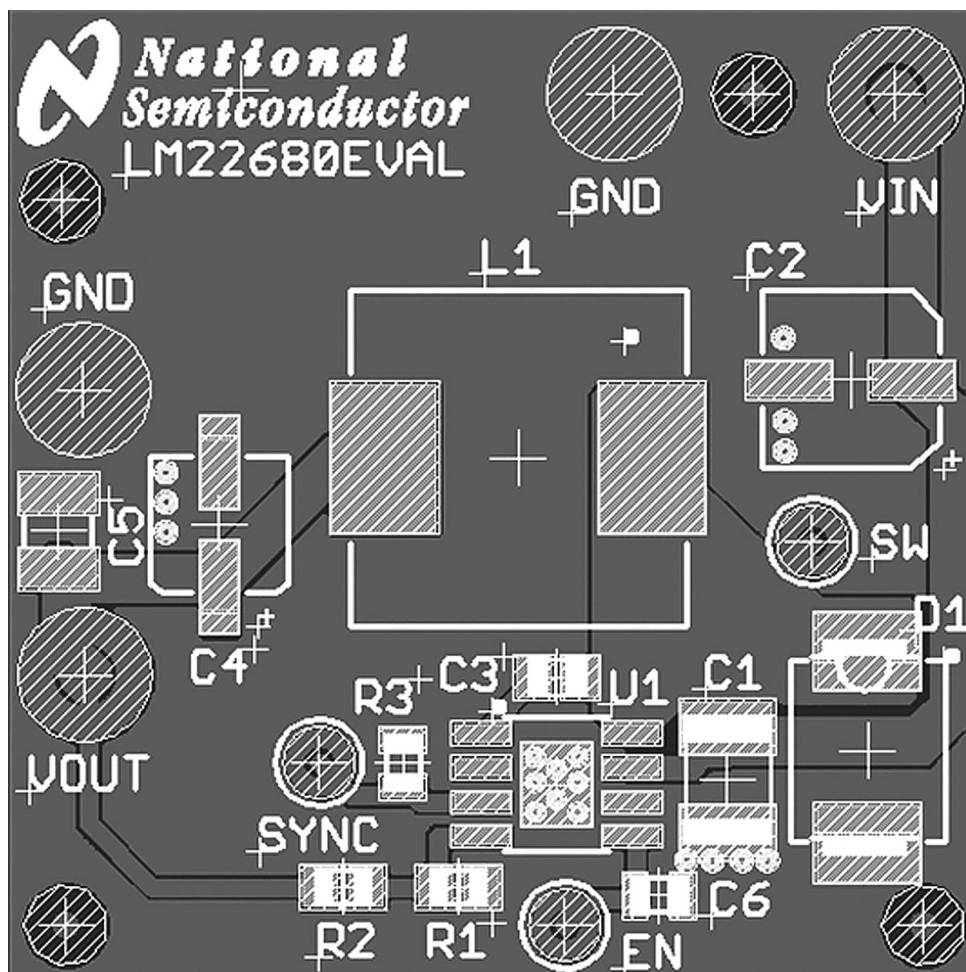 National
Semiconductor
LM22680EVAL
GND
VIN
GND
L1
C2
C5
SW
D1
C4
R3
C3
U1
C1
VOUT
SYNC
R2
R1
EN
C6